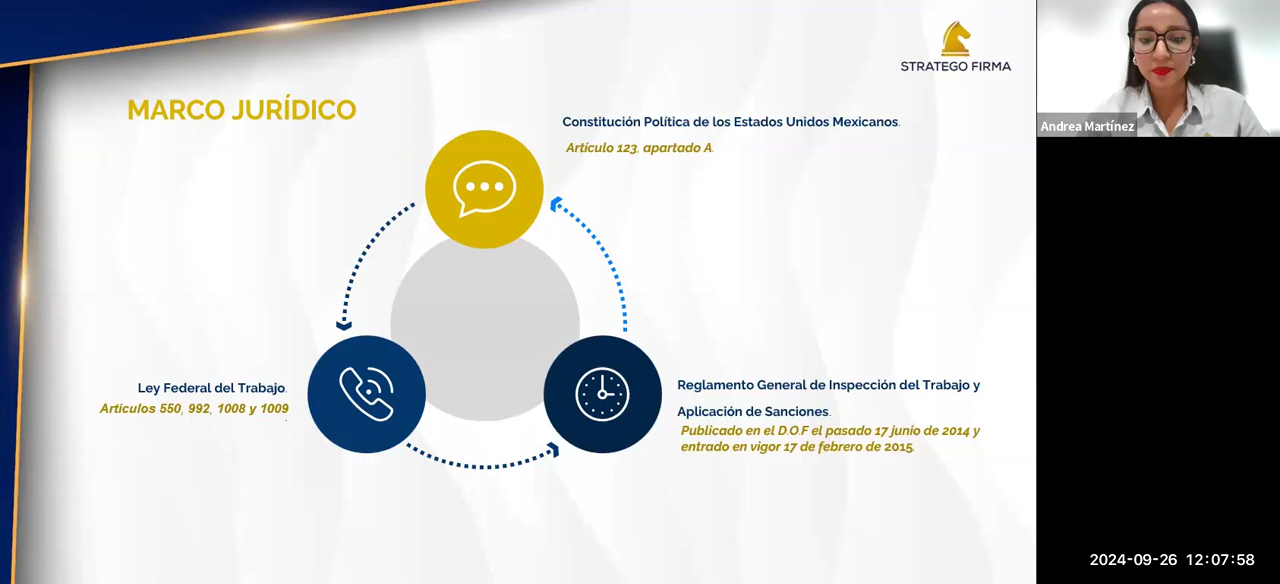 STRATEGO FIRMA
Andrea Martínez
MARCO JURÍDICO
Constitución Política de los Estados Unidos Mexicanos.
Artículo 123, apartado A.
Ley Federal del Trabajo.
Artículos 550, 992, 1008 y 1009
.
Reglamento General de Inspección del Trabajo y
Aplicación de Sanciones.
Publicado en el D.O.F el pasado 17 junio de 2014 y
entrado en vigor 17 de febrero de 2015.
2024-09-26 12:07:58